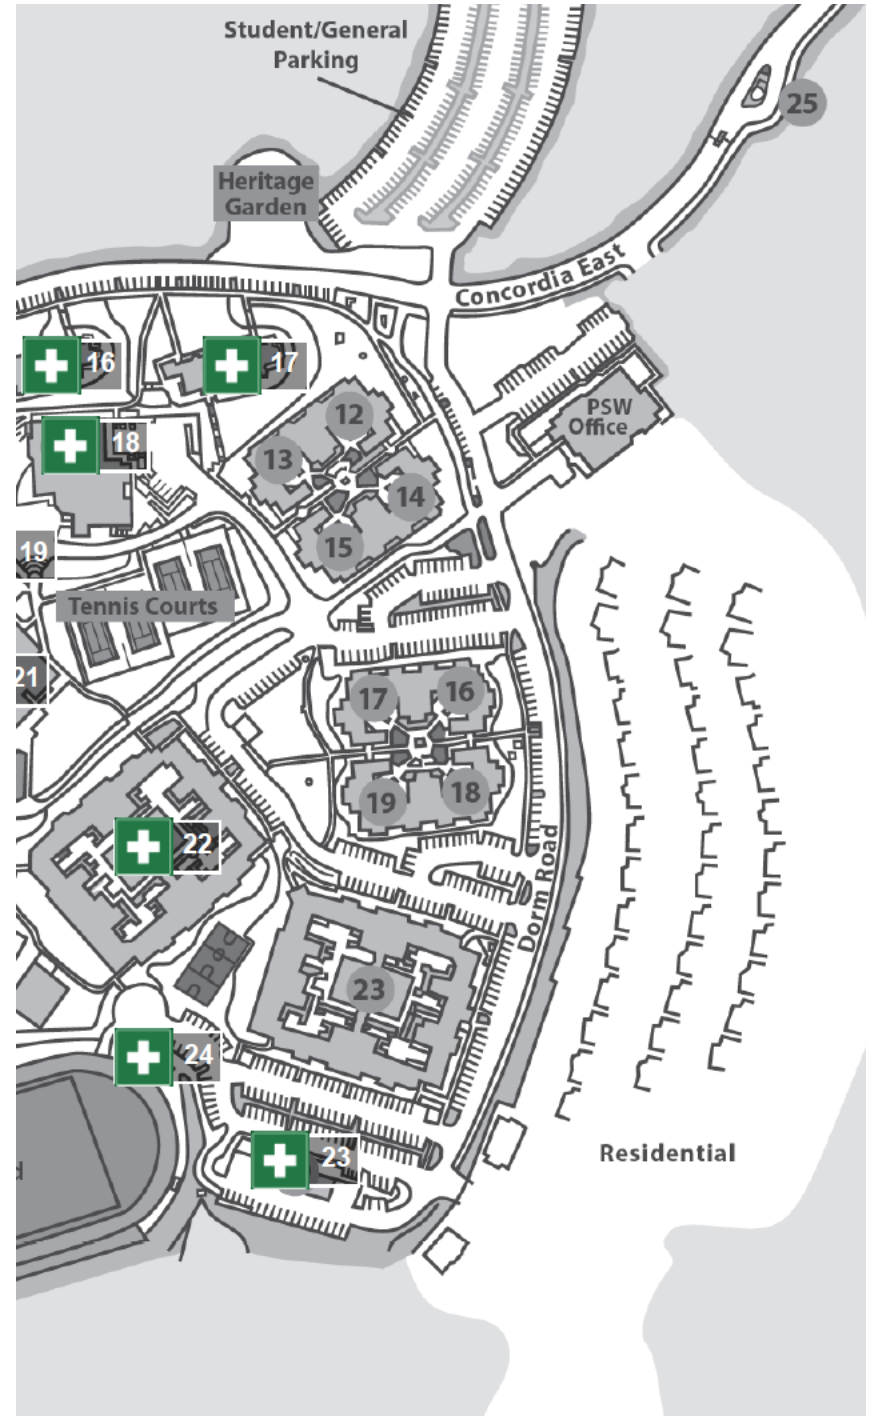 Student/General
Parking
25
Heritage
Garden
Concordia East
16
17
12
PSW
Office
18
13
14
15
19
Tennis Courts
21
17
16
19
18
22
Dorm Road
23
24
23
Residential
d